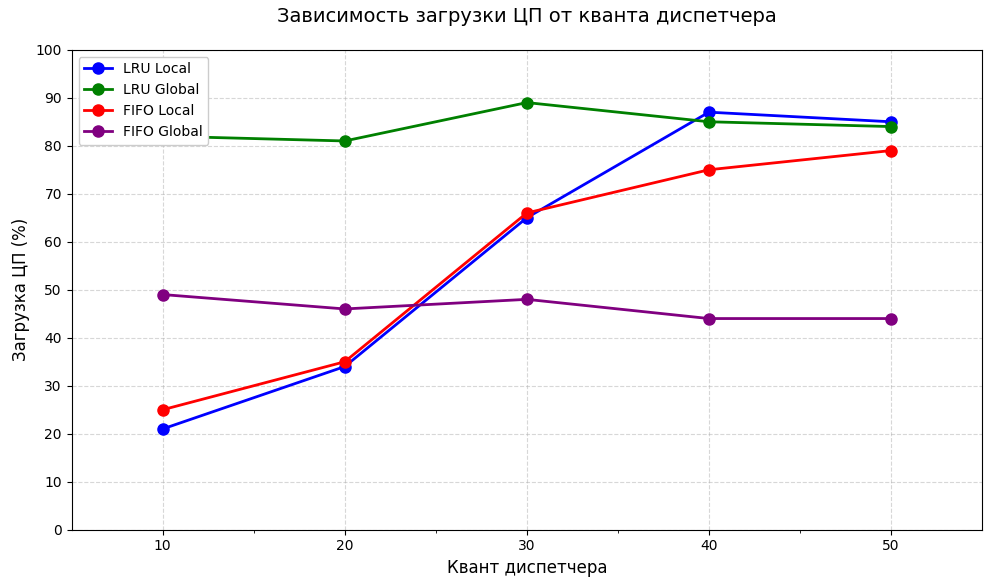 Зависимость загрузки ЦП от кванта диспетчера
100
90
80
70
60
50
40
30
20
10
0
Загрузка ЦП (%)
LRU Local
LRU Global
FIFO Local
FIFO Global
10 20 30 40 50
Квант диспетчера